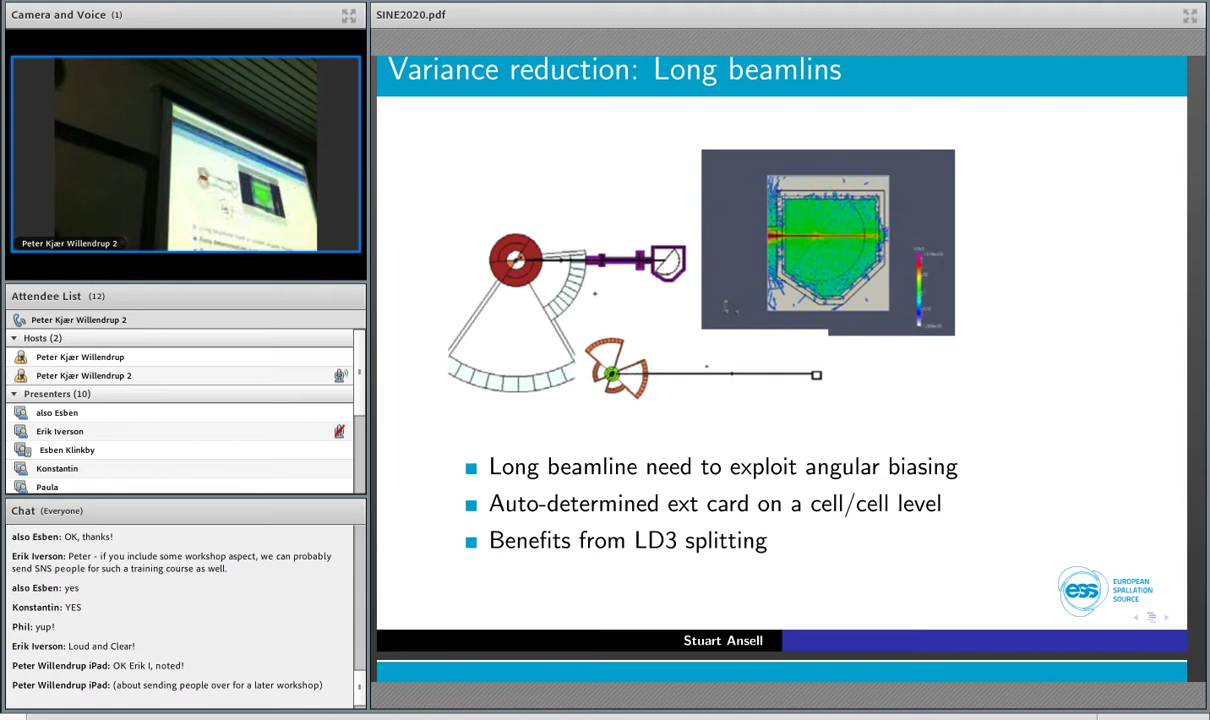 Camera and Voice (1)
Peter Kjær Willendrup 2
Attendee List (12)
Peter Kjær Willendrup 2
Hosts (2)
Peter Kjær Willendrup
Peter Kjær Willendrup 2
Presenters (10)
also Esben
Erik Iverson
Esben Klinkby
Konstantin
Paula
Chat (Everyone)
also Esben: OK, thanks!
Erik Iverson: Peter - if you include some workshop aspect, we can probably
send SNS people for such a training course as well.
also Esben: yes
Konstantin: YES
Phil: yup!
Erik Iverson: Loud and Clear!
Peter Willendrup iPad: OK Erik I, noted!
Peter Willendrup iPad: (about sending people over for a later workshop)
SINE2020.pdf
Variance reduction: Long beamlins
Long beamline need to exploit angular biasing
Auto-determined ext card on a cell/cell level
Benefits from LD3 splitting
ess
EUROPEAN
SPALLATION
SOURCE
Stuart Ansell